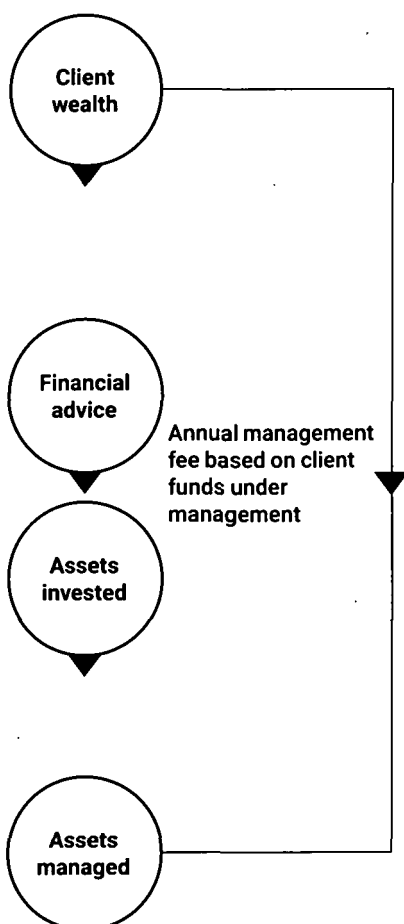 Client
wealth
Financial
advice
Annual management
fee based on client
funds under
management
Assets
invested
Assets
managed